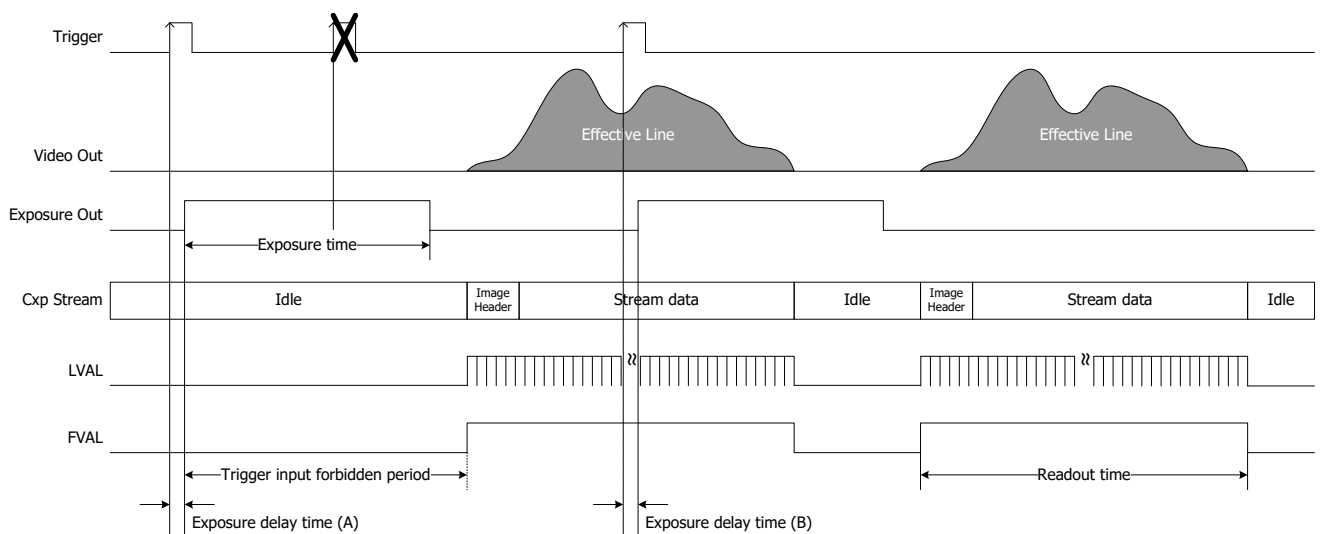 Trigger
Effective Line
Effective Line
Video Out
Exposure Out
Exposure time
Cxp Stream
Idle
Image
Header
Stream data
Idle
Image
Header
Stream data
Idle
≈
≈
LVAL
FVAL
Trigger input forbidden period
Readout time
Exposure delay time (A)
Exposure delay time (B)